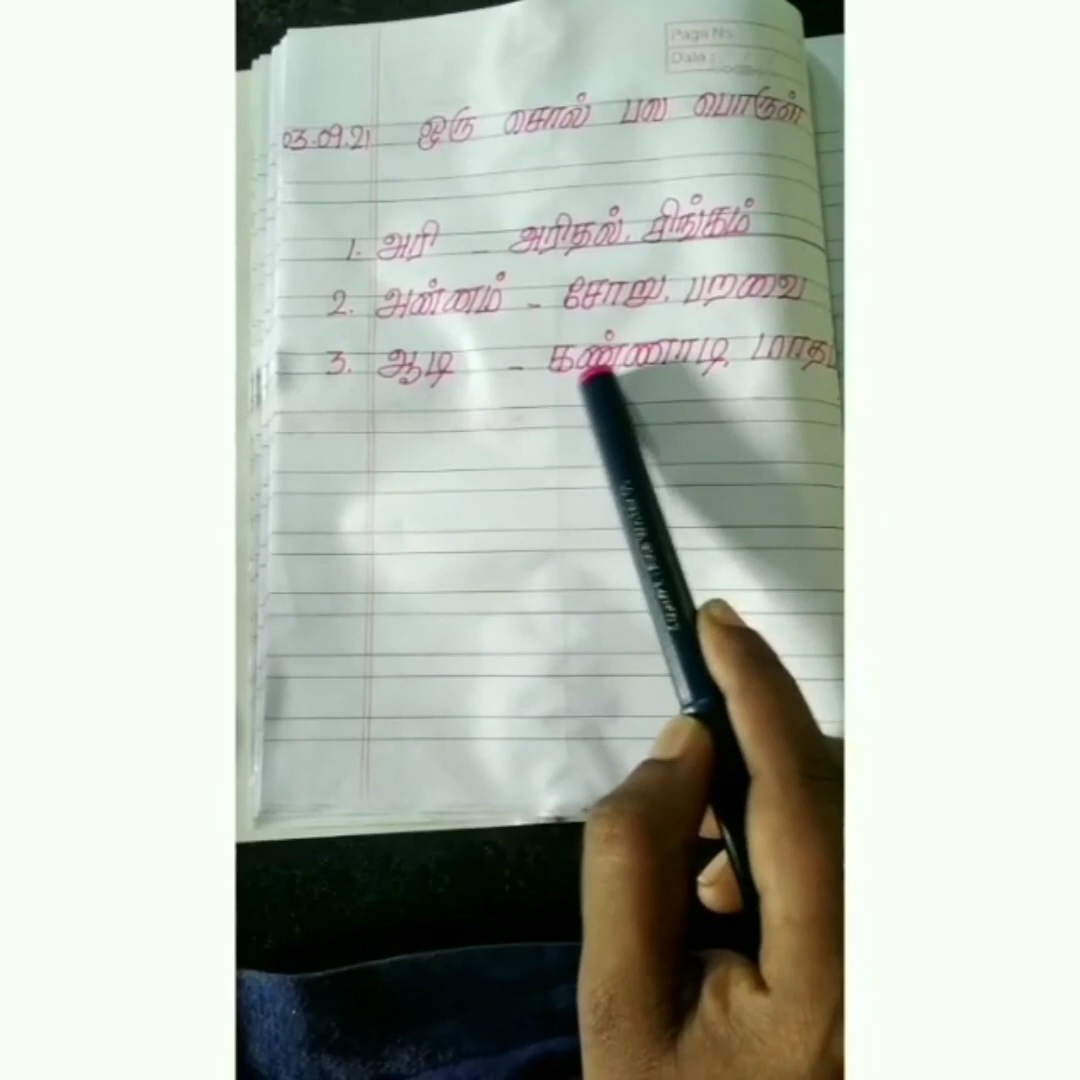 Page No.
Date :
03.09.21 ஒரு சொல் பல பொருள்
1. அரி - அரிதல், சிங்கம்
2. அன்னம் - சோறு, பறவை
3. ஆடி - கண்ணாடி,